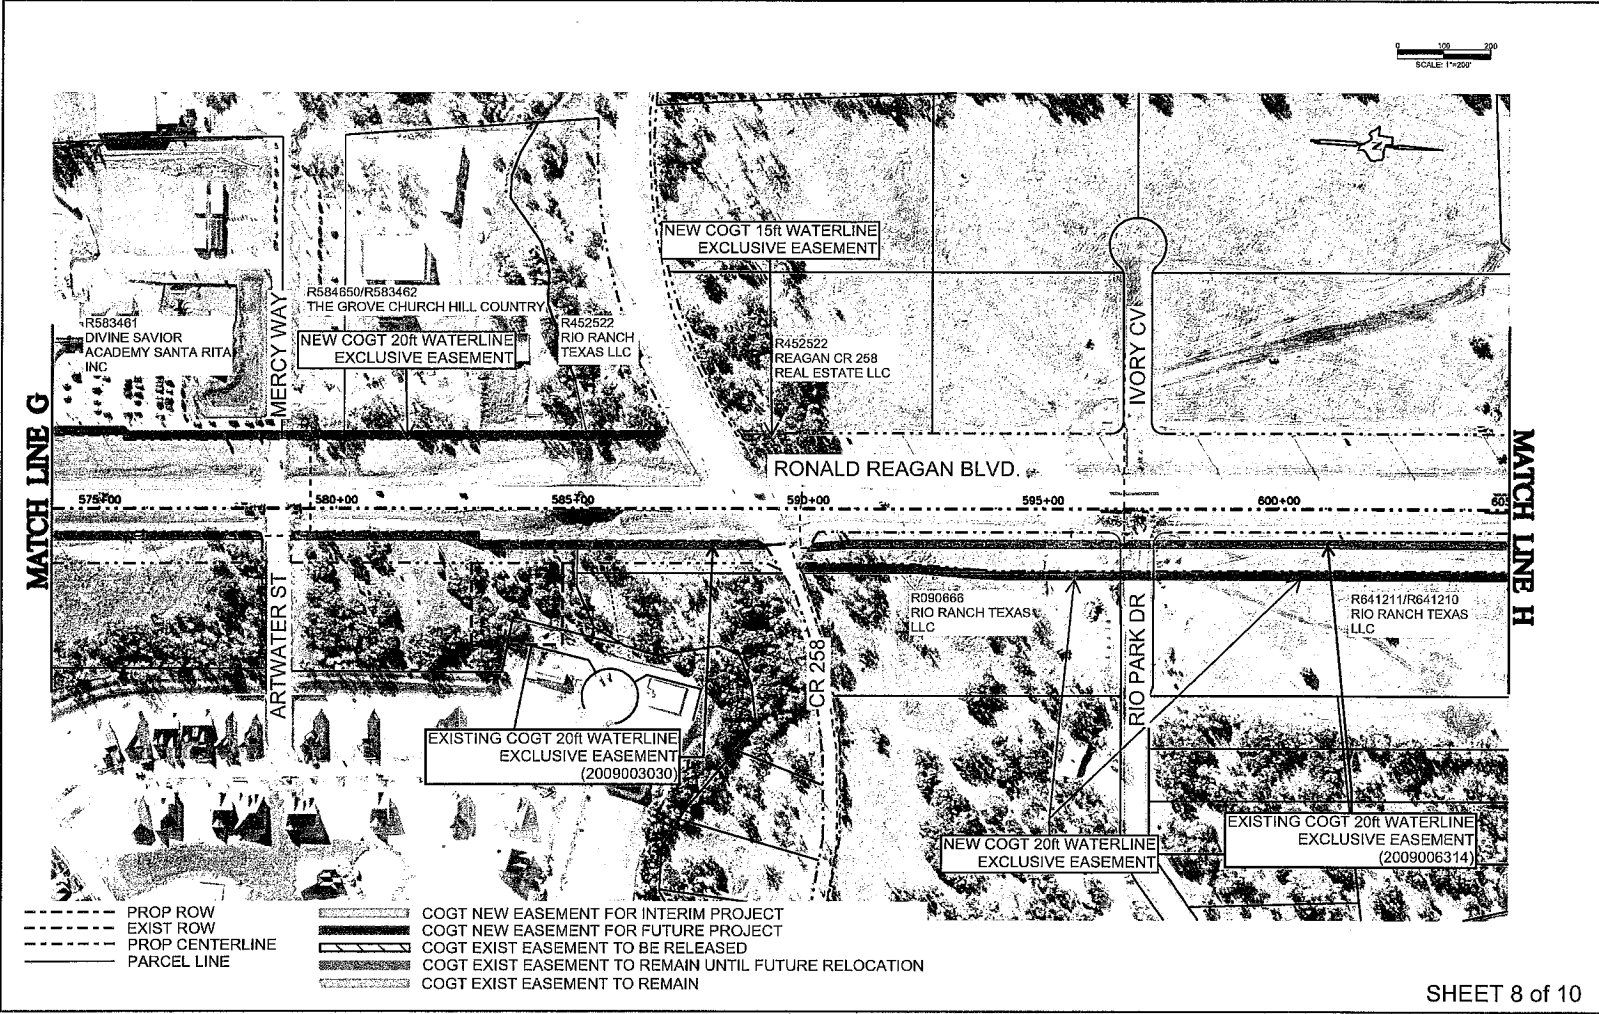 0 100 200
SCALE: 1"=200'
N
NEW COGT 15ft WATERLINE
EXCLUSIVE EASEMENT
R584650/R583462
THE GROVE CHURCH HILL COUNTRY
R583461
DIVINE SAVIOR
ACADEMY SANTA RITA
INC
MERCY WAY
NEW COGT 20ft WATERLINE
EXCLUSIVE EASEMENT
R452522
RIO RANCH
TEXAS LLC
R452522
REAGAN CR 258
REAL ESTATE LLC
IVORY CV
MATCH LINE G
MATCH LINE H
RONALD REAGAN BLVD.
575+00
580+00
585+00
590+00
595+00
600+00
ARTWATER ST
CR 258
RIO PARK DR
R090666
RIO RANCH TEXAS
LLC
R641211/R641210
RIO RANCH TEXAS
LLC
EXISTING COGT 20ft WATERLINE
EXCLUSIVE EASEMENT
(2009003030)
NEW COGT 20ft WATERLINE
EXCLUSIVE EASEMENT
EXISTING COGT 20ft WATERLINE
EXCLUSIVE EASEMENT
(2009006314)
PROP ROW
EXIST ROW
PROP CENTERLINE
PARCEL LINE
COGT NEW EASEMENT FOR INTERIM PROJECT
COGT NEW EASEMENT FOR FUTURE PROJECT
COGT EXIST EASEMENT TO BE RELEASED
COGT EXIST EASEMENT TO REMAIN UNTIL FUTURE RELOCATION
COGT EXIST EASEMENT TO REMAIN
SHEET 8 of 10